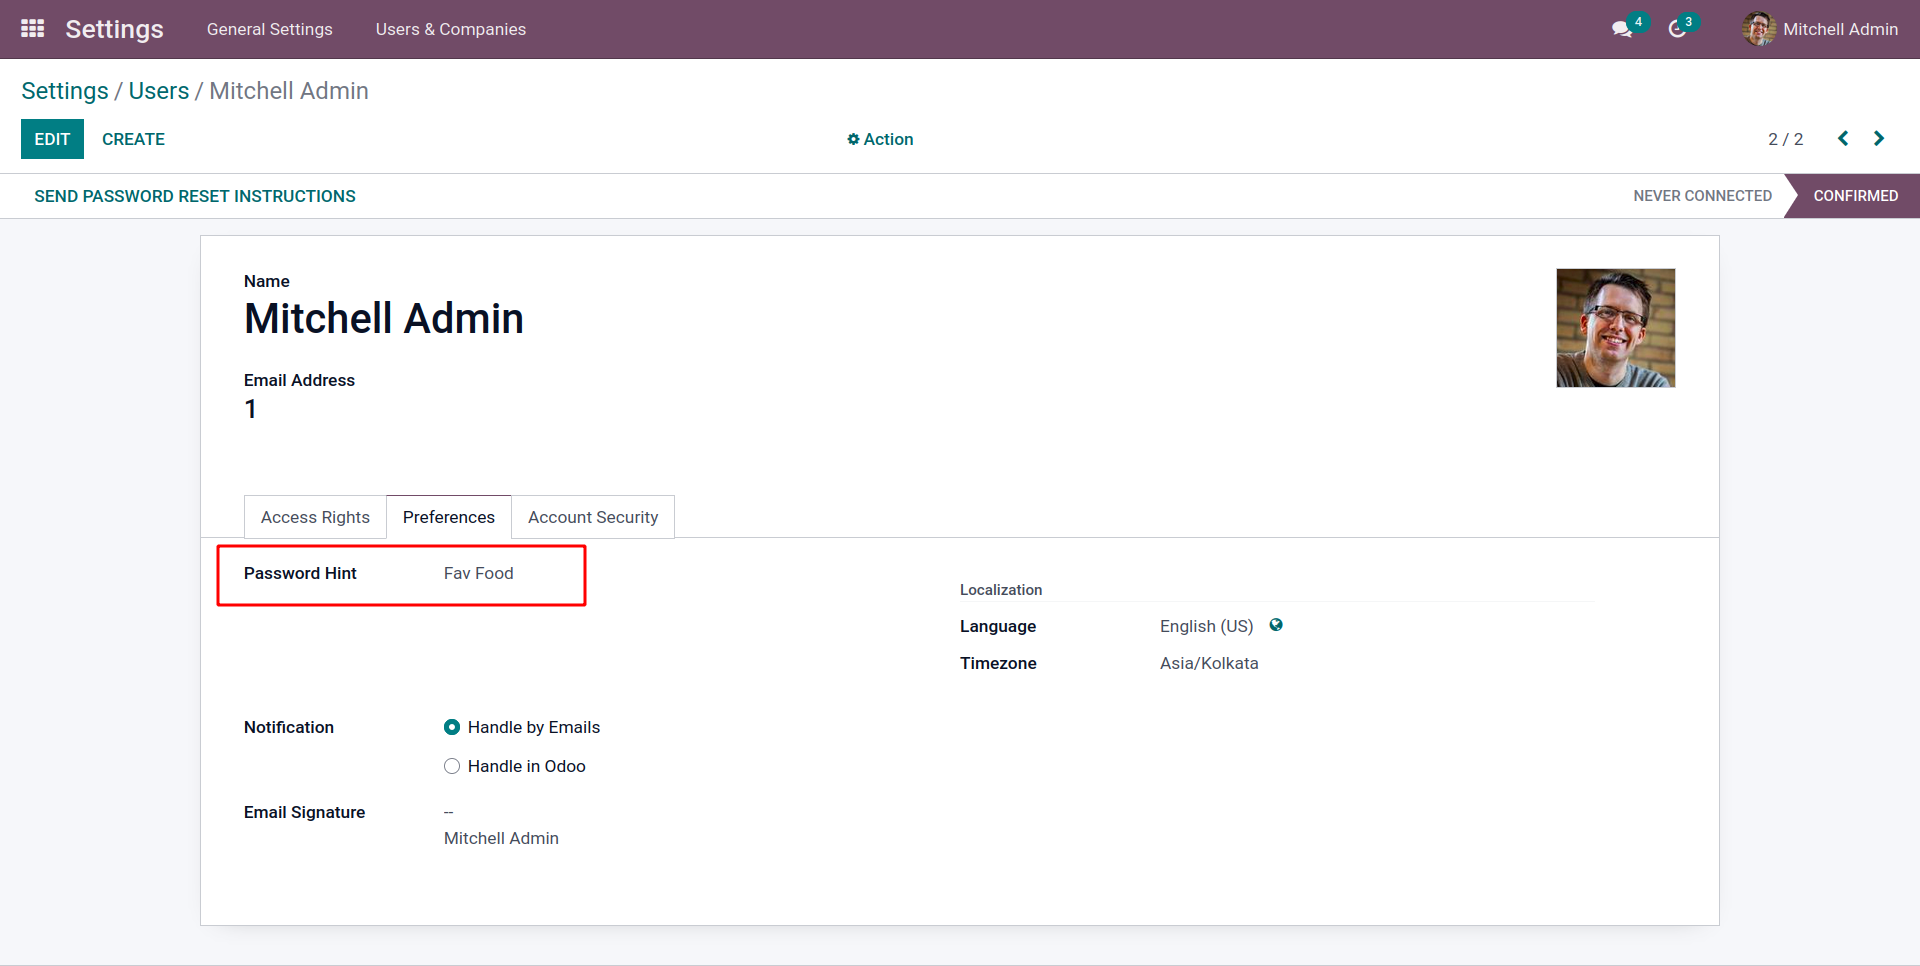 Settings General Settings Users & Companies 4 3 Mitchell Admin
Settings / Users / Mitchell Admin
EDIT CREATE Action 2 / 2
SEND PASSWORD RESET INSTRUCTIONS NEVER CONNECTED CONFIRMED
Name
Mitchell Admin
Email Address
1
Access Rights Preferences Account Security
Password Hint Fav Food
Localization
Language English (US)
Timezone Asia/Kolkata
Notification Handle by Emails
Handle in Odoo
Email Signature --
Mitchell Admin